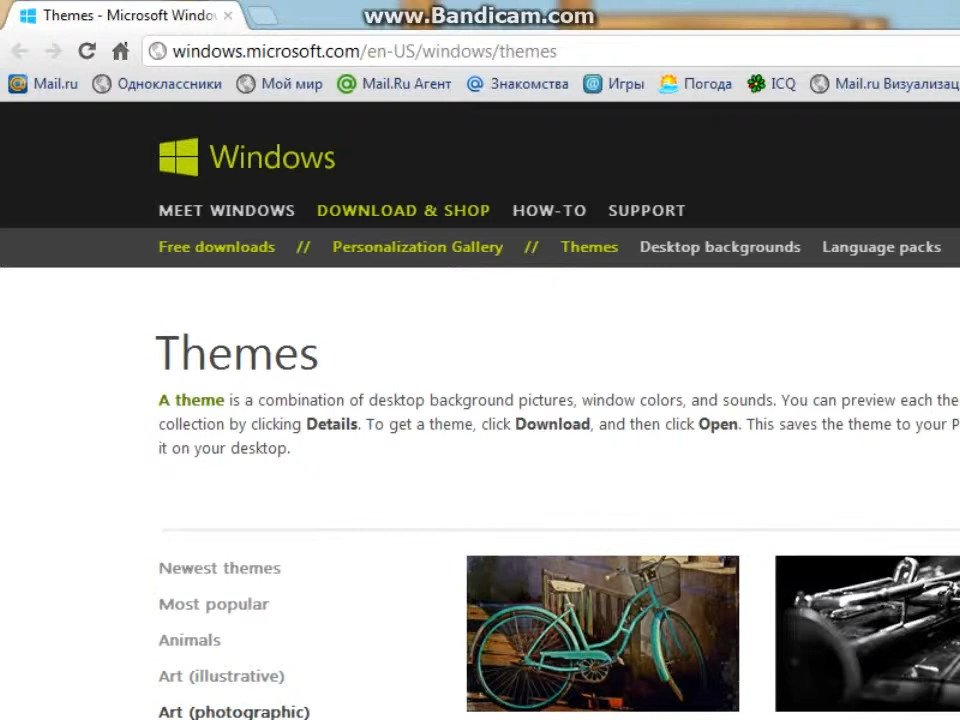 www.Bandicam.com
Themes - Microsoft Windo
windows.microsoft.com/en-US/windows/themes
Mail.ru Одноклассники Мой мир Mail.Ru Агент Знакомства Игры Погода ICQ Mail.ru Визуализац
Windows
MEET WINDOWS DOWNLOAD & SHOP HOW-TO SUPPORT
Free downloads // Personalization Gallery // Themes Desktop backgrounds Language packs
Themes
A theme is a combination of desktop background pictures, window colors, and sounds. You can preview each the
collection by clicking Details. To get a theme, click Download, and then click Open. This saves the theme to your P
it on your desktop.
Newest themes
Most popular
Animals
Art (illustrative)
Art (photographic)